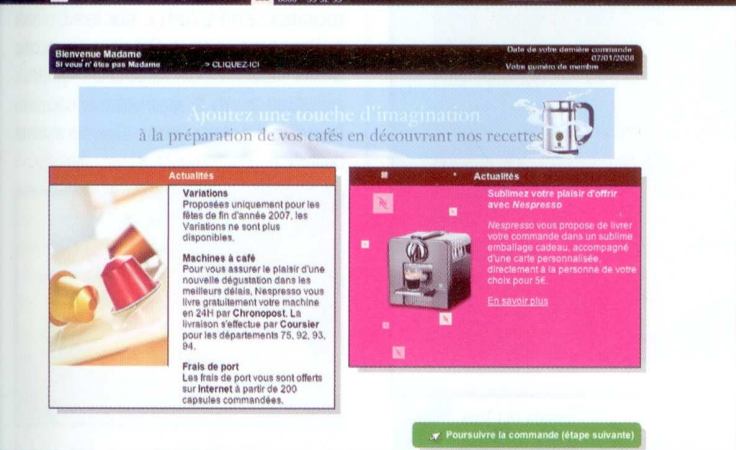 Bienvenue Madame
Si vous n' êtes pas Madame > CLIQUEZ-ICI
Date de votre dernière commande
07/01/2008
Votre numéro de membre
Ajoutez une touche d'imagination
à la préparation de vos cafés en découvrant nos recettes
Actualités
Variations
Proposées uniquement pour les
fêtes de fin d'année 2007, les
Variations ne sont plus
disponibles.
Machines à café
Pour vous assurer le plaisir d'une
nouvelle dégustation dans les
meilleurs délais, Nespresso vous
livre gratuitement votre machine
en 24H par Chronopost. La
livraison s'effectue par Coursier
pour les départements 75, 92, 93,
94.
Frais de port
Les frais de port vous sont offerts
sur Internet à partir de 200
capsules commandées.
Actualités
Sublimez votre plaisir d'offrir
avec Nespresso
Nespresso vous propose de livrer
votre commande dans un sublime
emballage cadeau, accompagné
d'une carte personnalisée,
directement à la personne de votre
choix pour 5€.
En savoir plus
Poursuivre la commande (étape suivante)